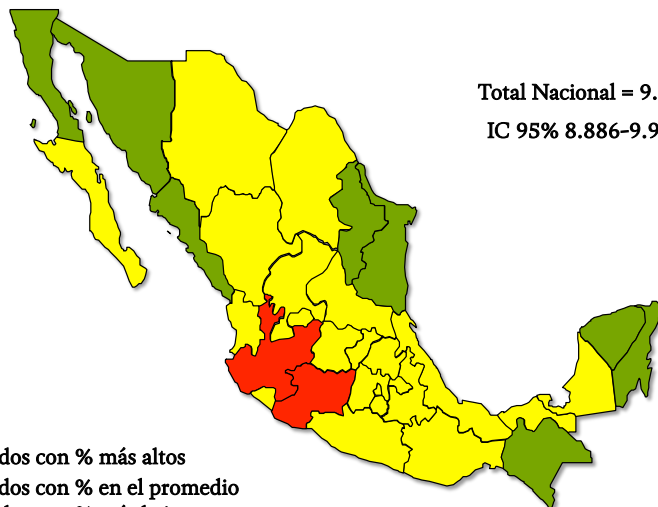 Total Nacional = 9.
IC 95% 8.886-9.9
dos con % más altos
dos con % en el promedio